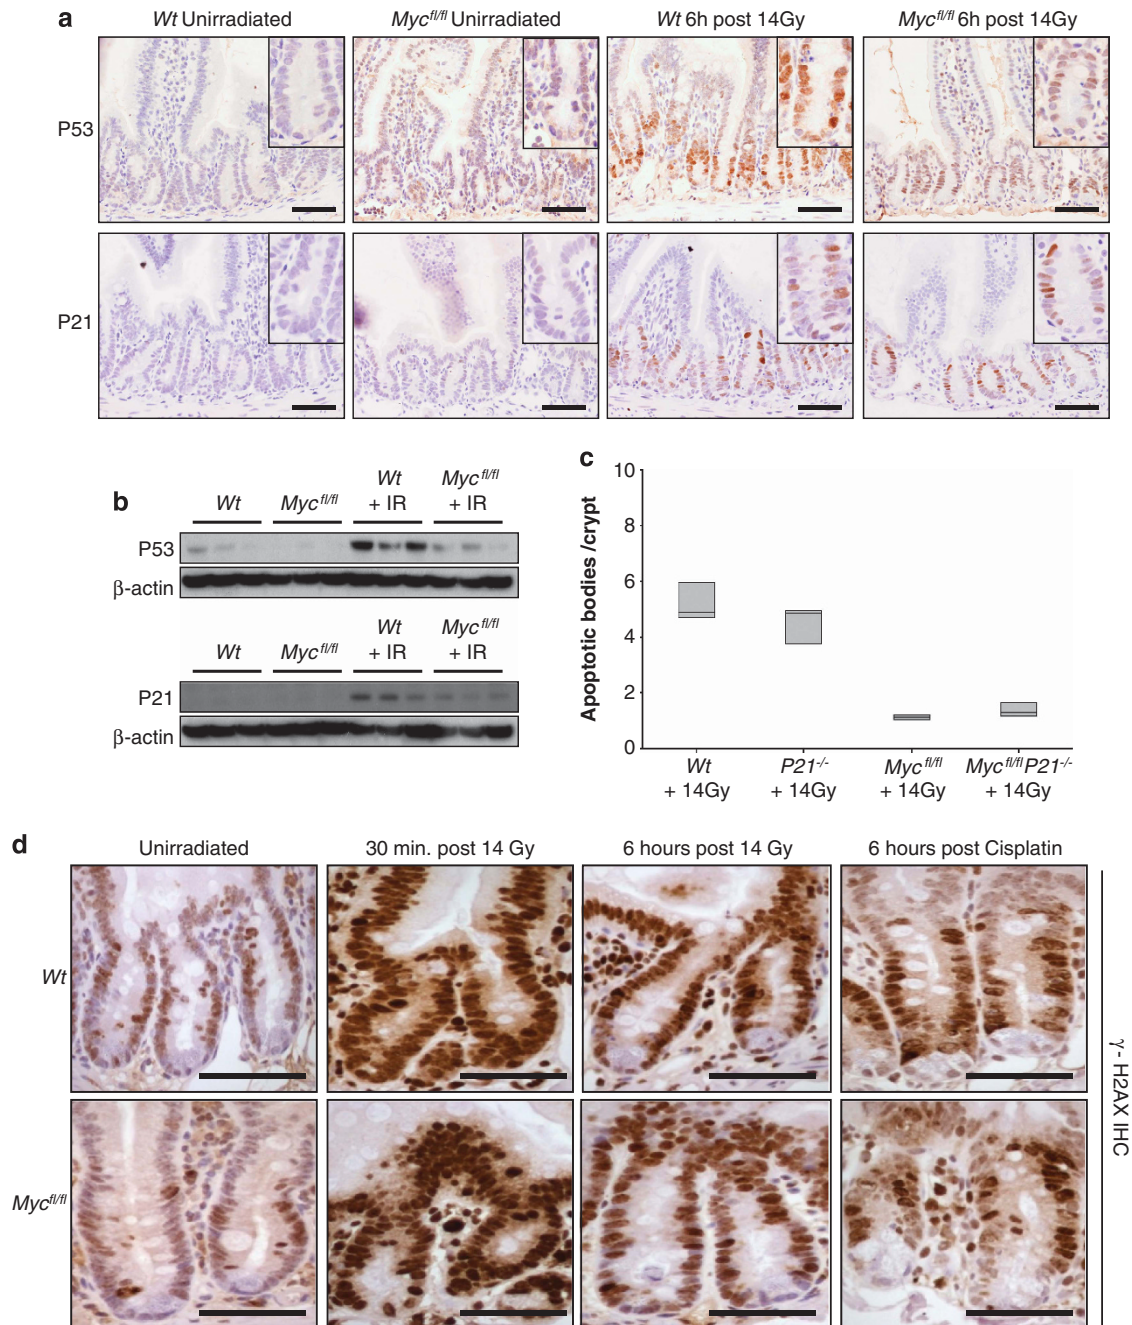 a
Wt Unirradiated
Myc fl/fl Unirradiated
Wt 6h post 14Gy
Myc fl/fl 6h post 14Gy
P53
P21
b
Wt
Myc fl/fl
Wt + IR
Myc fl/fl + IR
P53
β-actin
Wt
Myc fl/fl
Wt + IR
Myc fl/fl + IR
P21
β-actin
c
Apoptotic bodies /crypt
10
8
6
4
2
0
Wt + 14Gy
P21-/- + 14Gy
Myc fl/fl + 14Gy
Myc fl/fl P21-/- + 14Gy
d
Unirradiated
30 min. post 14 Gy
6 hours post 14 Gy
6 hours post Cisplatin
Wt
Myc fl/fl
γ- H2AX IHC